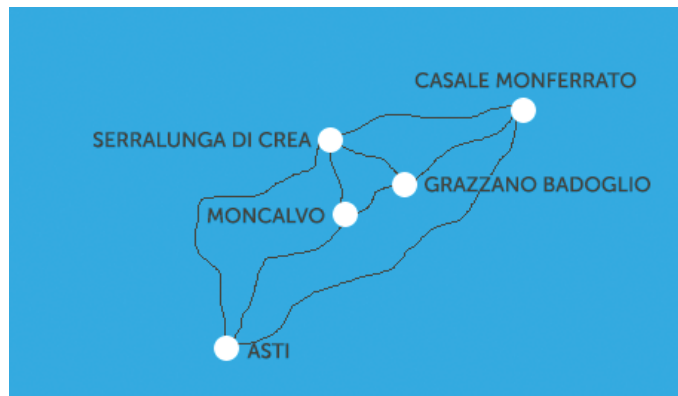 CASALE MONFERRATO
SERRALUNGA DI CREA
GRAZZANO BADOGLIO
MONCALVO
ASTI